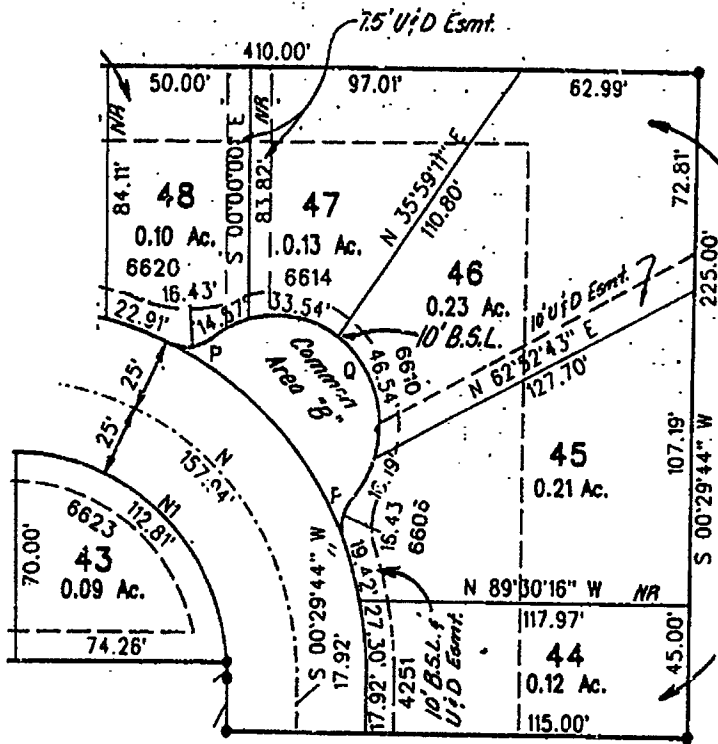 7.5' U&D Esmt.
410.00'
50.00'
97.01'
62.99'
NR
S 00°00'00" E
NR
84.11'
83.82'
48
0.10 Ac.
6620
47
0.13 Ac.
6614
N 35°59'11" E
110.80'
72.81'
225.00'
46
0.23 Ac.
10' B.S.L.
10' U&D Esmt.
N 62°52'43" E
127.70'
16.43'
22.91'
14.87'
33.54'
P
Common
Area "B"
Q
46.54'
6610
25'
25'
N
157.94'
N1
112.81'
6623
43
0.09 Ac.
70.00'
74.26'
15.43
6606
45
0.21 Ac.
107.19'
S 00°29'44" W
S 00°29'44" W
17.92'
19.42'
27.30'
17.92'
4251
10' B.S.L. &
U&D Esmt.
N 89°30'16" W
NR
117.97'
44
0.12 Ac.
45.00'
115.00'